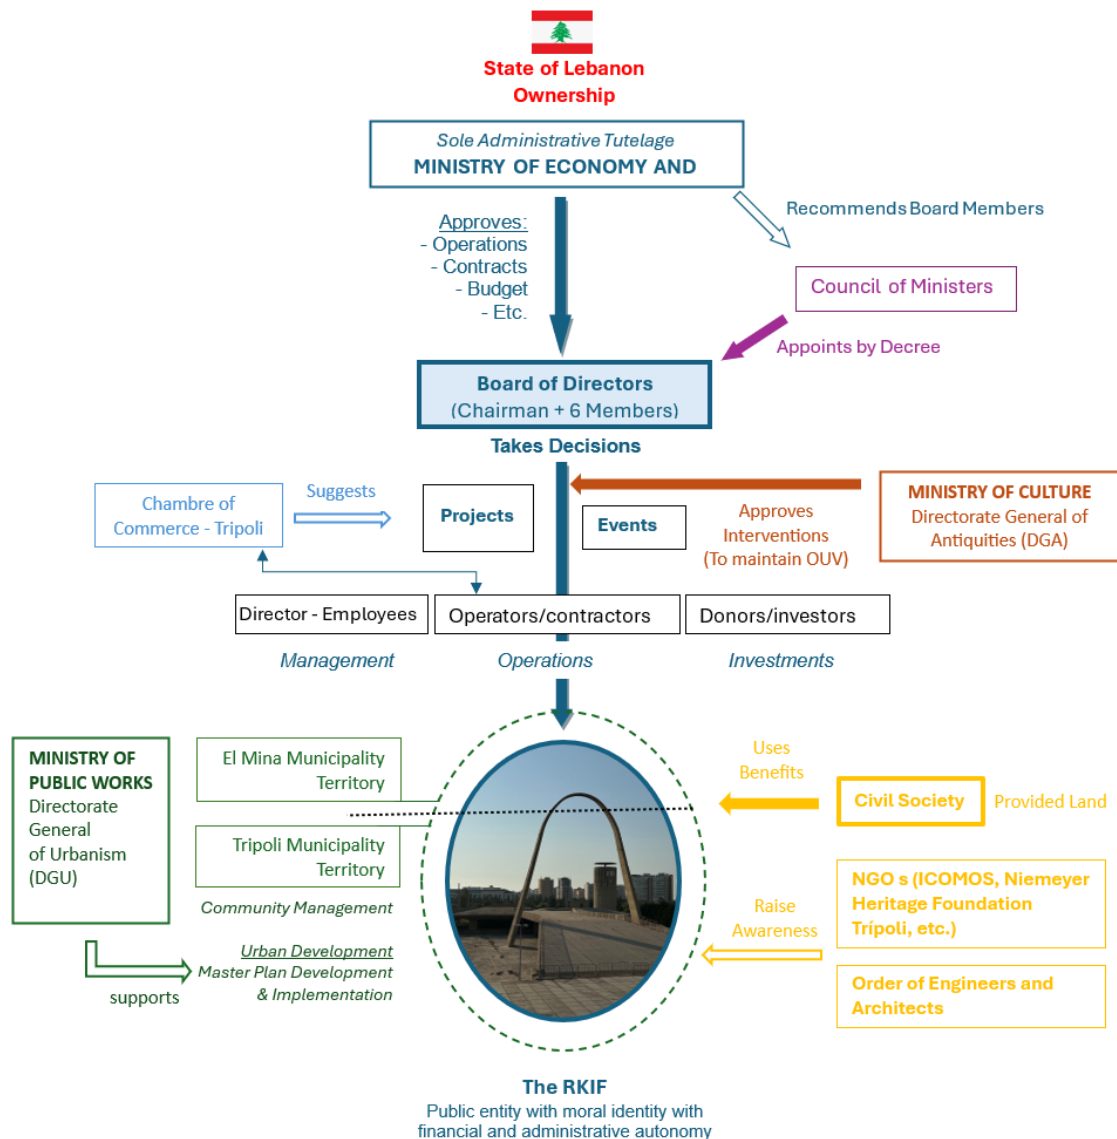 State of Lebanon
Ownership
Sole Administrative Tutelage
MINISTRY OF ECONOMY AND
Approves:
- Operations
- Contracts
- Budget
- Etc.
Recommends Board Members
Council of Ministers
Appoints by Decree
Board of Directors
(Chairman + 6 Members)
Takes Decisions
Chambre of
Commerce - Tripoli
Suggests
Projects
Events
Approves
Interventions
(To maintain OUV)
MINISTRY OF CULTURE
Directorate General of
Antiquities (DGA)
Director - Employees
Operators/contractors
Donors/investors
Management
Operations
Investments
MINISTRY OF
PUBLIC WORKS
Directorate
General
of Urbanism
(DGU)
supports
El Mina Municipality
Territory
Tripoli Municipality
Territory
Community Management
Urban Development
Master Plan Development
& Implementation
Uses
Benefits
Civil Society
Provided Land
Raise
Awareness
NGO s (ICOMOS, Niemeyer
Heritage Foundation
Trípoli, etc.)
Order of Engineers and
Architects
The RKIF
Public entity with moral identity with
financial and administrative autonomy